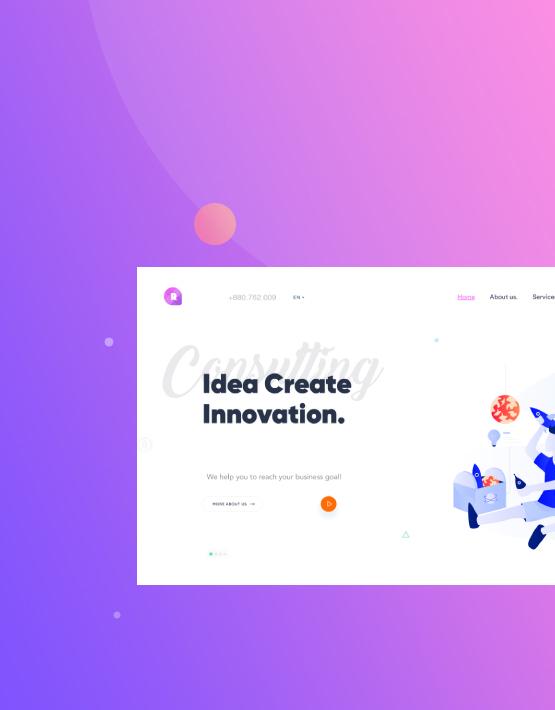 R
+880.762.009
EN
Home
About us.
Service
Consulting
Idea Create
Innovation.
We help you to reach your business goal!
MORE ABOUT US